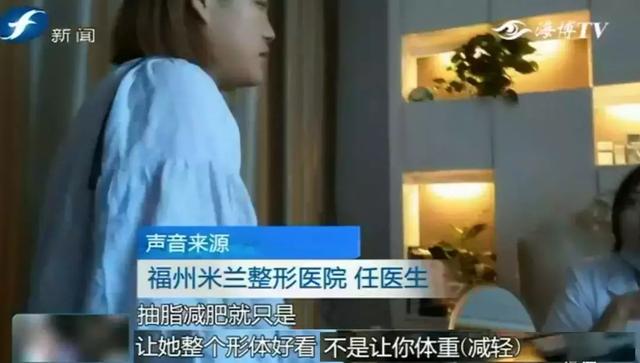 新闻
海博TV
声音来源
福州米兰整形医院 任医生
抽脂减肥就只是
让她整个形体好看 不是让你体重(减轻)